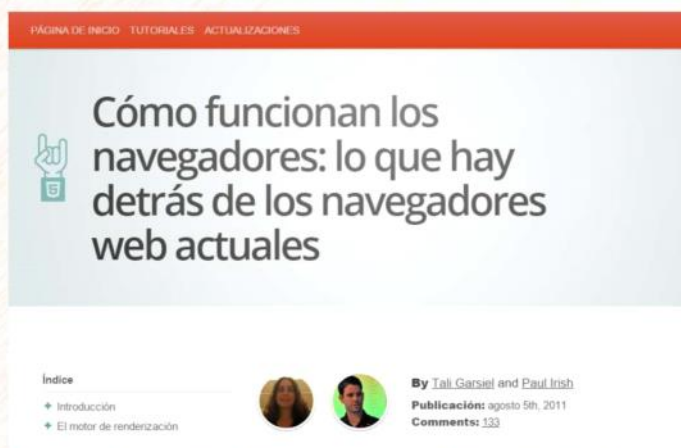 PÁGINA DE INICIO TUTORIALES ACTUALIZACIONES
Cómo funcionan los
navegadores: lo que hay
detrás de los navegadores
web actuales
5
Índice
+ Introducción
+ El motor de renderización
By Tali Garsiel and Paul Irish
Publicación: agosto 5th, 2011
Comments: 133